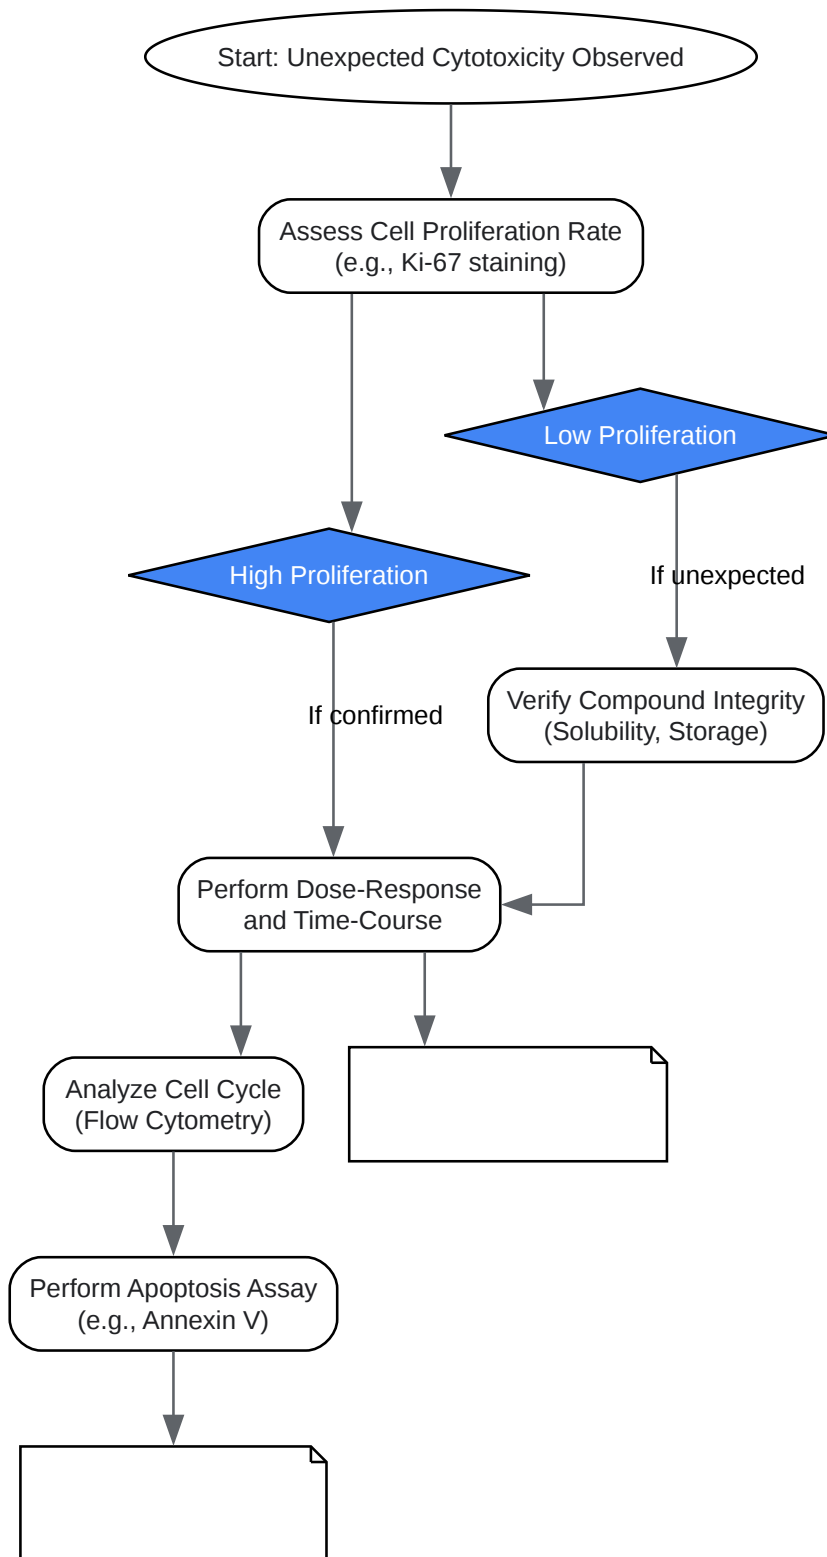 Start: Unexpected Cytotoxicity Observed
Assess Cell Proliferation Rate
(e.g., Ki-67 staining)
Low Proliferation
High Proliferation
If unexpected
Verify Compound Integrity
(Solubility, Storage)
If confirmed
Perform Dose-Response
and Time-Course
Analyze Cell Cycle
(Flow Cytometry)
Perform Apoptosis Assay
(e.g., Annexin V)